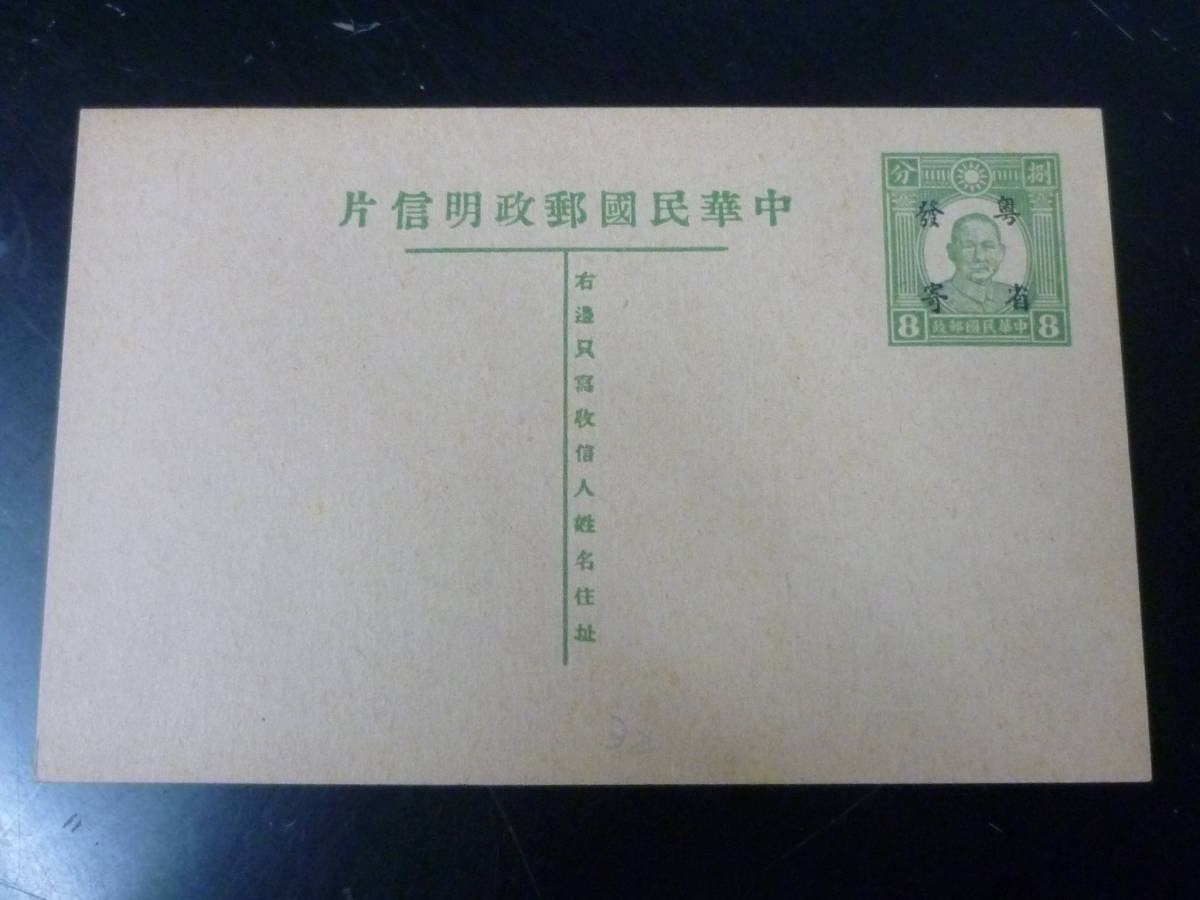 中華民國郵政明信片
右邊只寫收信人姓名住址
捌分
粵省
發寄
8 中華民國郵政 8